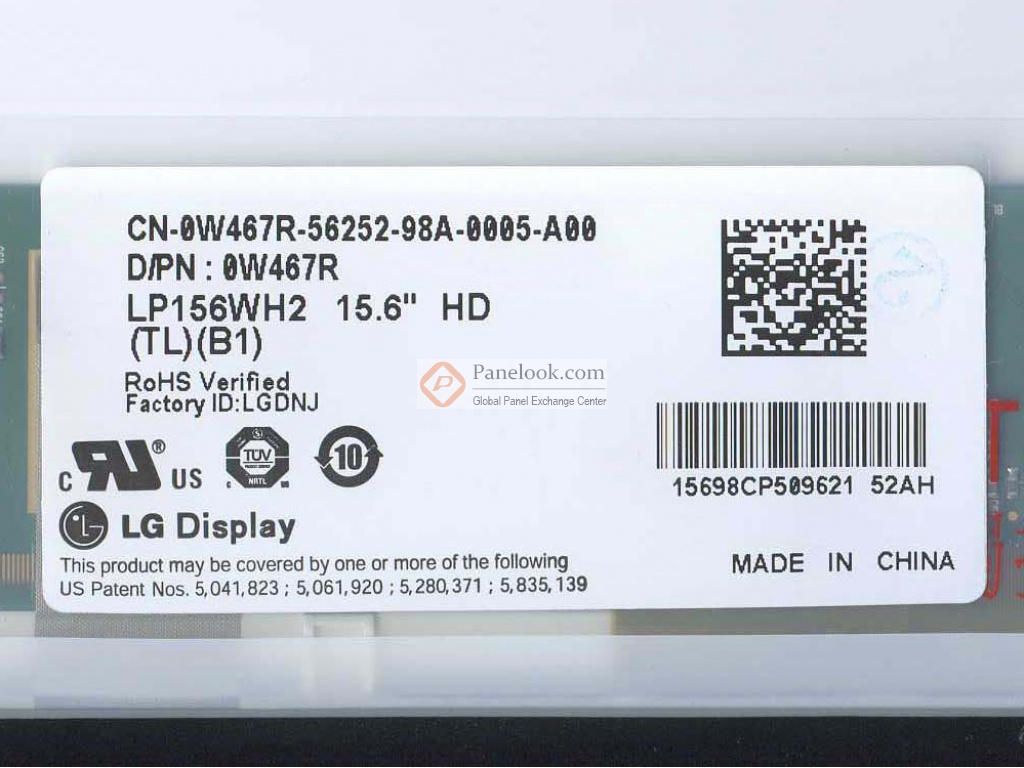 CN-0W467R-56252-98A-0005-A00
D/PN : 0W467R
LP156WH2 15.6" HD
(TL)(B1)
RoHS Verified
Factory ID:LGDNJ
Panelook.com
Global Panel Exchange Center
c RU ® US
TUV
NRTL
10
LG Display
15698CP509621 52AH
This product may be covered by one or more of the following
US Patent Nos. 5,041,823 ; 5,061,920 ; 5,280,371 ; 5,835,139
MADE IN CHINA